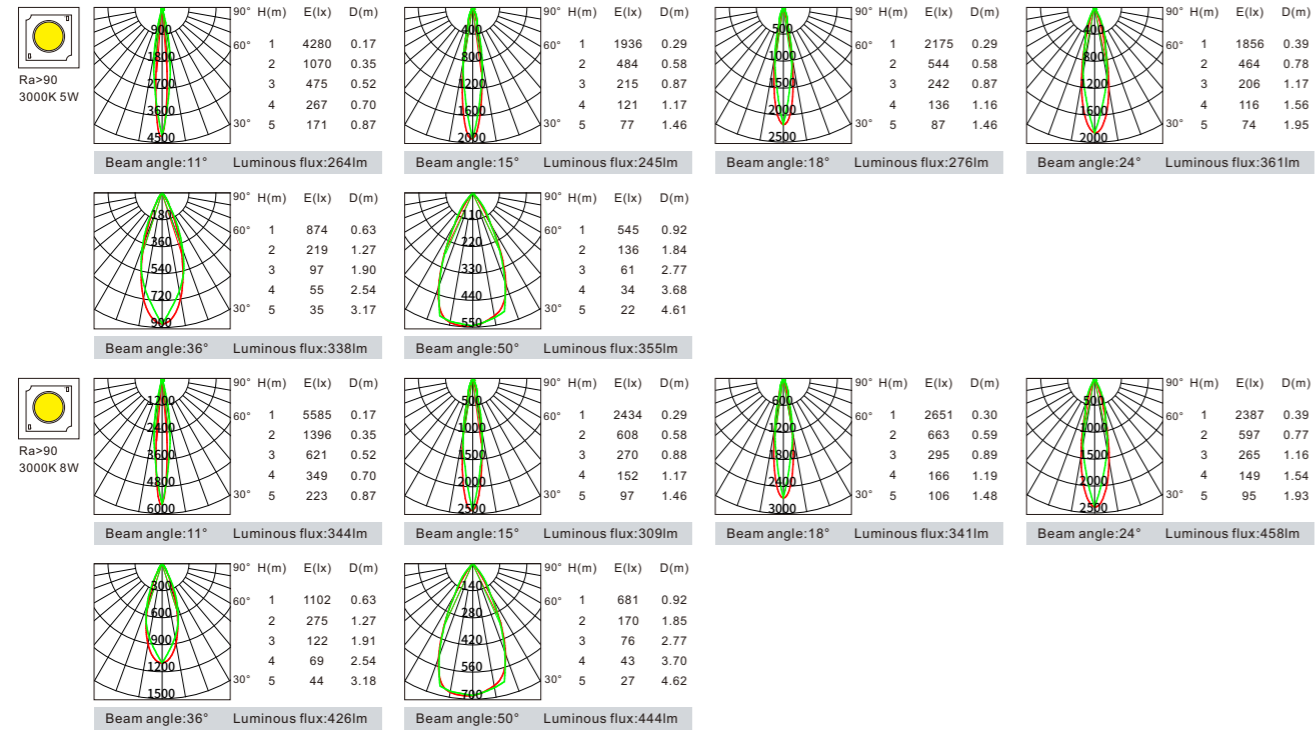 Ra>90
3000K 5W
900
1800
2700
3600
4500
90° H(m) E(lx) D(m)
60° 1 4280 0.17
2 1070 0.35
3 475 0.52
4 267 0.70
30° 5 171 0.87
Beam angle:11° Luminous flux:264lm
400
800
1200
1600
2000
90° H(m) E(lx) D(m)
60° 1 1936 0.29
2 484 0.58
3 215 0.87
4 121 1.17
30° 5 77 1.46
Beam angle:15° Luminous flux:245lm
500
1000
1500
2000
2500
90° H(m) E(lx) D(m)
60° 1 2175 0.29
2 544 0.58
3 242 0.87
4 136 1.16
30° 5 87 1.46
Beam angle:18° Luminous flux:276lm
400
800
1200
1600
2000
90° H(m) E(lx) D(m)
60° 1 1856 0.39
2 464 0.78
3 206 1.17
4 116 1.56
30° 5 74 1.95
Beam angle:24° Luminous flux:361lm
180
360
540
720
900
90° H(m) E(lx) D(m)
60° 1 874 0.63
2 219 1.27
3 97 1.90
4 55 2.54
30° 5 35 3.17
Beam angle:36° Luminous flux:338lm
110
220
330
440
550
90° H(m) E(lx) D(m)
60° 1 545 0.92
2 136 1.84
3 61 2.77
4 34 3.68
30° 5 22 4.61
Beam angle:50° Luminous flux:355lm
Ra>90
3000K 8W
1200
2400
3600
4800
6000
90° H(m) E(lx) D(m)
60° 1 5585 0.17
2 1396 0.35
3 621 0.52
4 349 0.70
30° 5 223 0.87
Beam angle:11° Luminous flux:344lm
500
1000
1500
2000
2500
90° H(m) E(lx) D(m)
60° 1 2434 0.29
2 608 0.58
3 270 0.88
4 152 1.17
30° 5 97 1.46
Beam angle:15° Luminous flux:309lm
600
1200
1800
2400
3000
90° H(m) E(lx) D(m)
60° 1 2651 0.30
2 663 0.59
3 295 0.89
4 166 1.19
30° 5 106 1.48
Beam angle:18° Luminous flux:341lm
500
1000
1500
2000
2500
90° H(m) E(lx) D(m)
60° 1 2387 0.39
2 597 0.77
3 265 1.16
4 149 1.54
30° 5 95 1.93
Beam angle:24° Luminous flux:458lm
300
600
900
1200
1500
90° H(m) E(lx) D(m)
60° 1 1102 0.63
2 275 1.27
3 122 1.91
4 69 2.54
30° 5 44 3.18
Beam angle:36° Luminous flux:426lm
140
280
420
560
700
90° H(m) E(lx) D(m)
60° 1 681 0.92
2 170 1.85
3 76 2.77
4 43 3.70
30° 5 27 4.62
Beam angle:50° Luminous flux:444lm